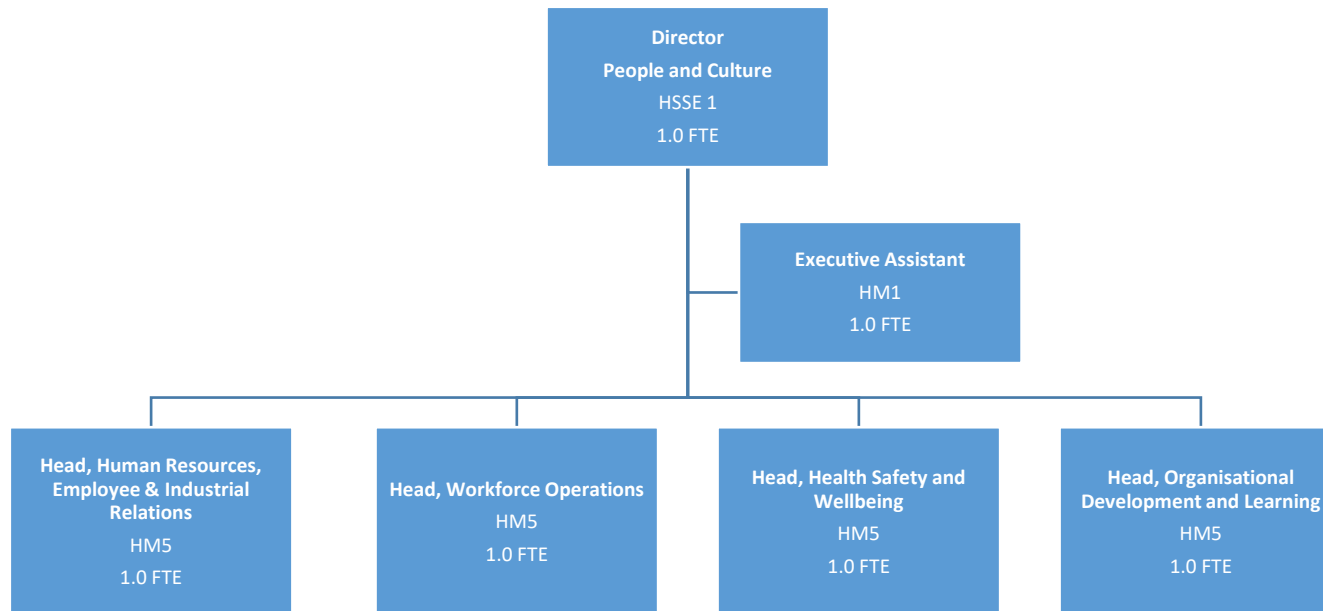 Director
People and Culture
HSSE 1
1.0 FTE
Executive Assistant
HM1
1.0 FTE
Head, Human Resources,
Employee & Industrial
Relations
HM5
1.0 FTE
Head, Workforce Operations
HM5
1.0 FTE
Head, Health Safety and
Wellbeing
HM5
1.0 FTE
Head, Organisational
Development and Learning
HM5
1.0 FTE